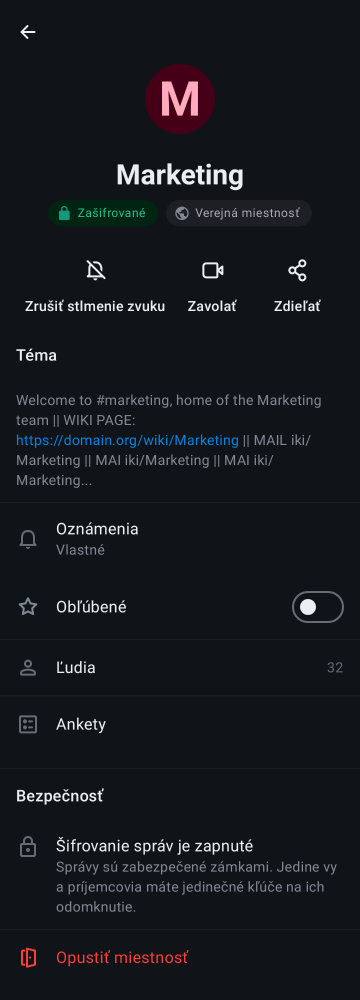 M
Marketing
Zašifrované
Verejná miestnosť
Zrušiť stlmenie zvuku
Zavolať
Zdieľať
Téma
Welcome to #marketing, home of the Marketing
team || WIKI PAGE:
https://domain.org/wiki/Marketing || MAIL iki/
Marketing || MAI iki/Marketing || MAI iki/
Marketing...
Oznámenia
Vlastné
Obľúbené
Ľudia
32
Ankety
Bezpečnosť
Šifrovanie správ je zapnuté
Správy sú zabezpečené zámkami. Jedine vy
a príjemcovia máte jedinečné kľúče na ich
odomknutie.
Opustiť miestnosť